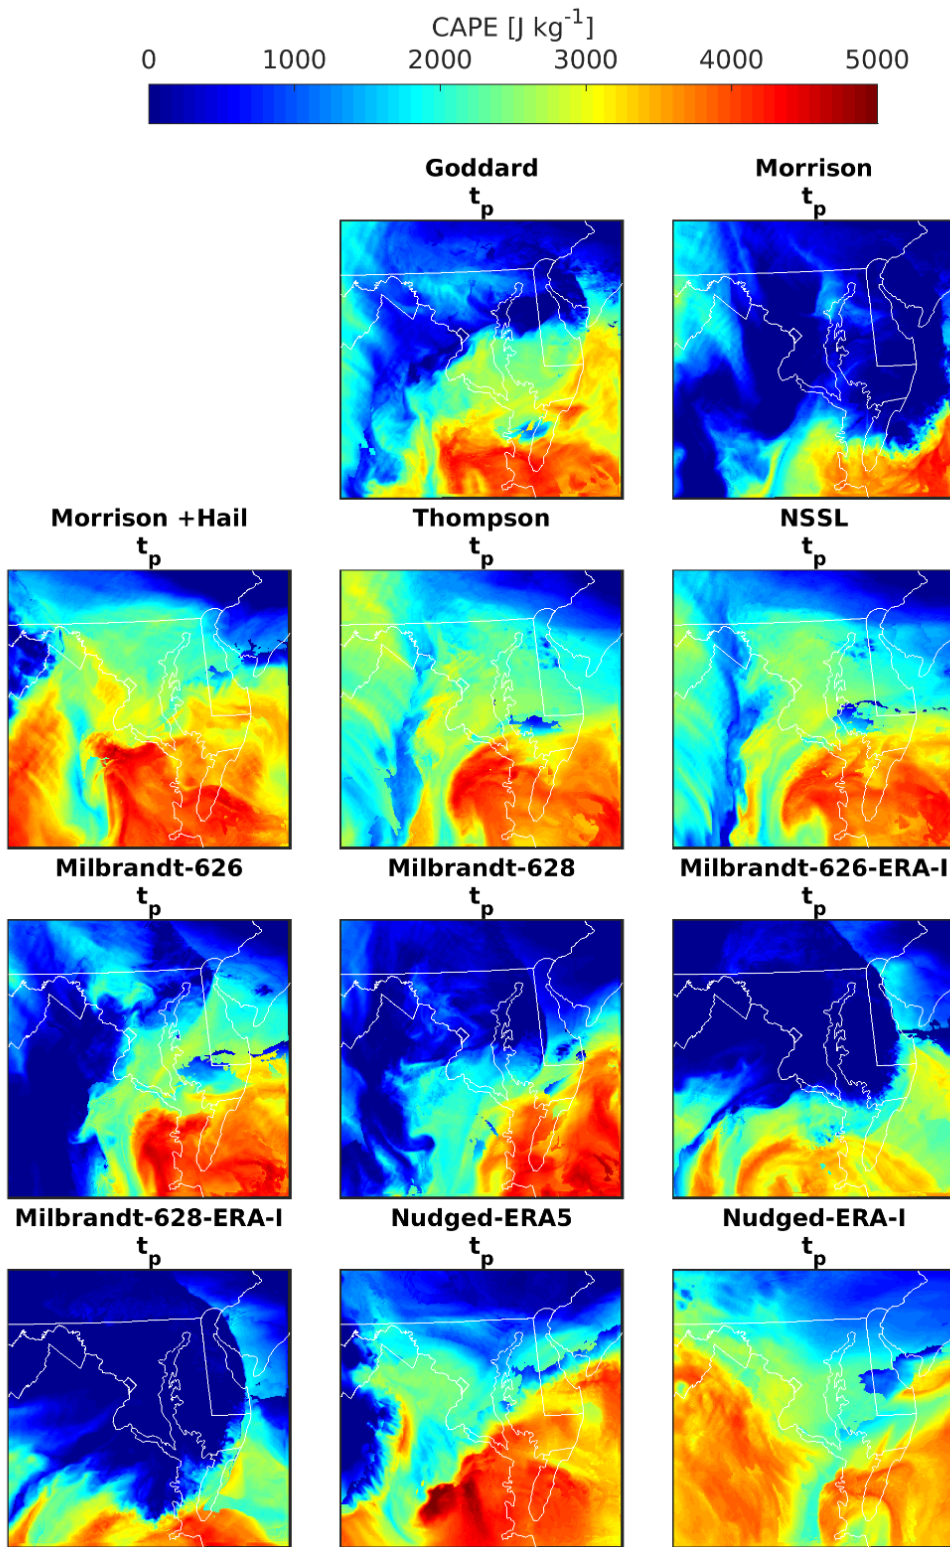 CAPE [J kg-1]
0 1000 2000 3000 4000 5000
Goddard Morrison
tp tp
Morrison +Hail Thompson NSSL
tp tp tp
Milbrandt-626 Milbrandt-628 Milbrandt-626-ERA-I
tp tp tp
Milbrandt-628-ERA-I Nudged-ERA5 Nudged-ERA-I
tp tp tp